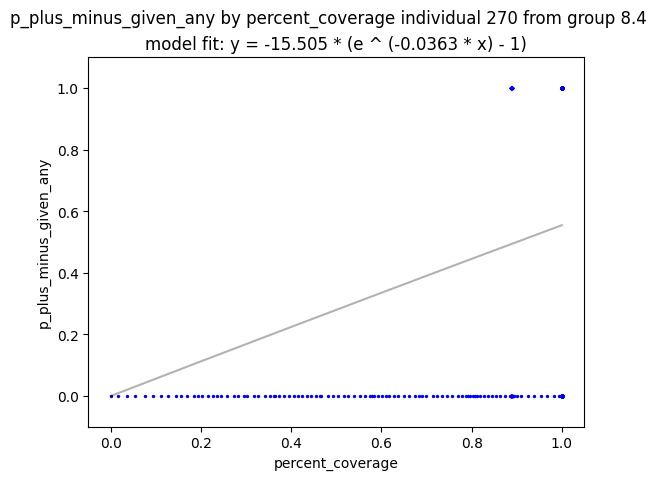 p_plus_minus_given_any by percent_coverage individual 270 from group 8.4
model fit: y = -15.505 * (e ^ (-0.0363 * x) - 1)
1.0
0.8
0.6
0.4
0.2
0.0
p_plus_minus_given_any
0.0 0.2 0.4 0.6 0.8 1.0
percent_coverage